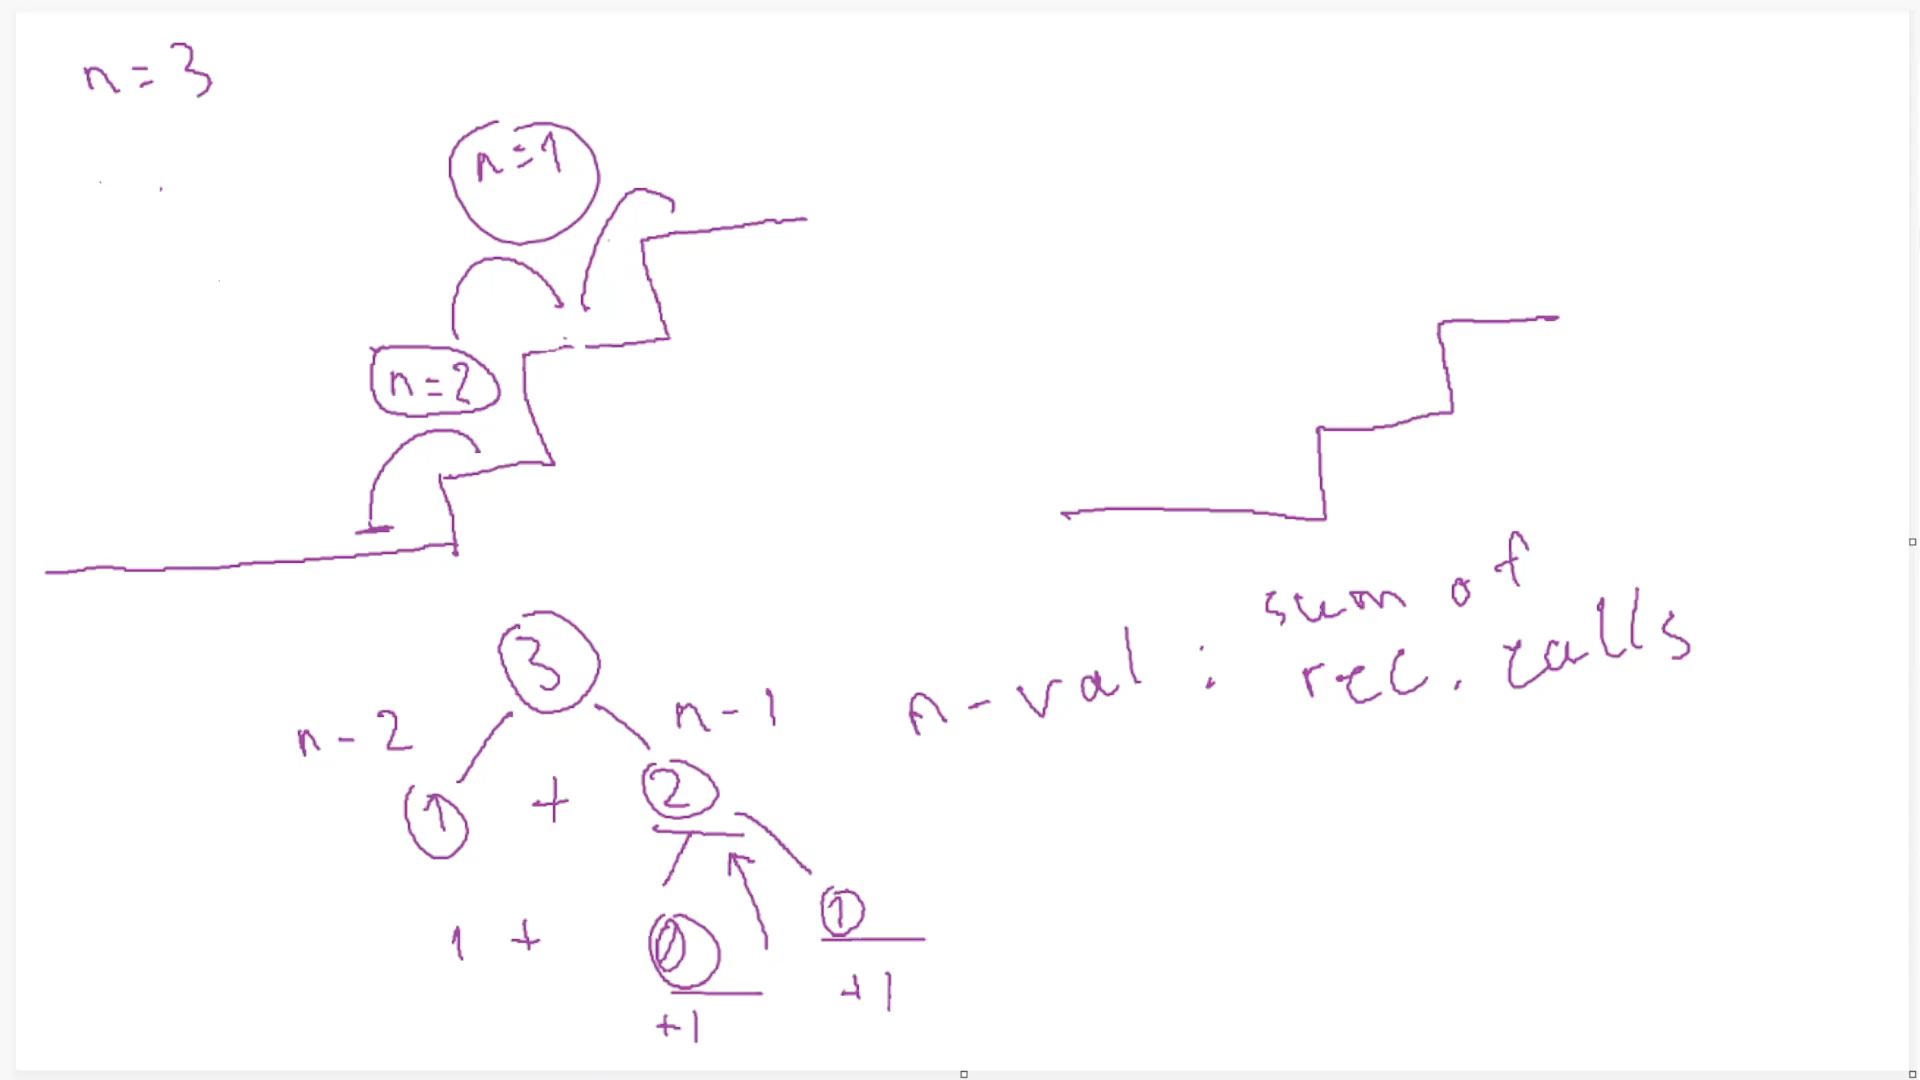 n = 3
n = 1
n = 2
sum of
n - val : rec. calls
3
n - 2
n - 1
1 + 2
1 + 0 1
+1 +1